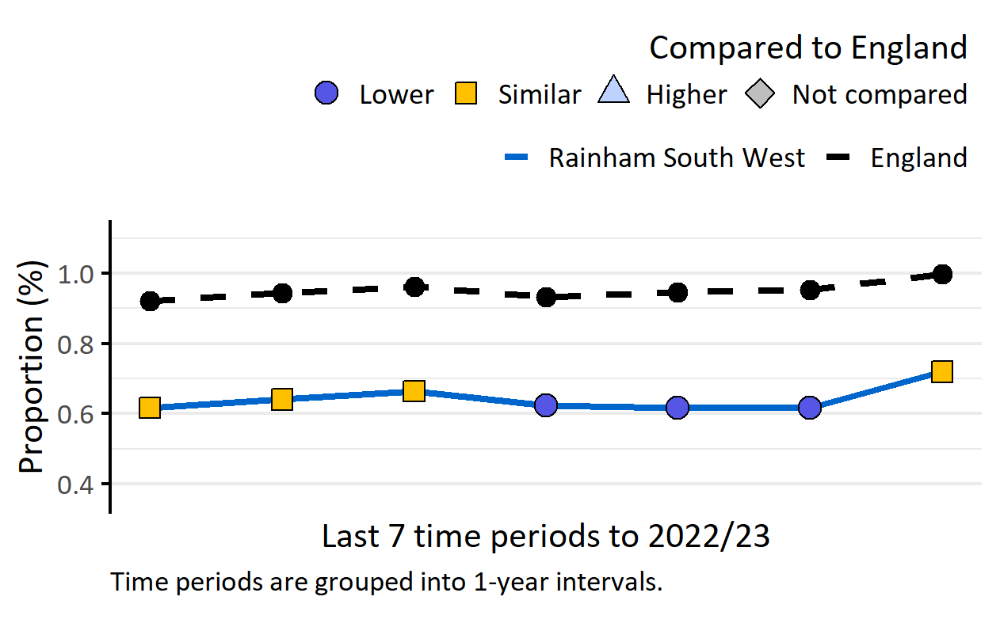 Compared to England
Lower Similar Higher Not compared
Rainham South West England
Proportion (%)
1.0
0.8
0.6
0.4
Last 7 time periods to 2022/23
Time periods are grouped into 1-year intervals.